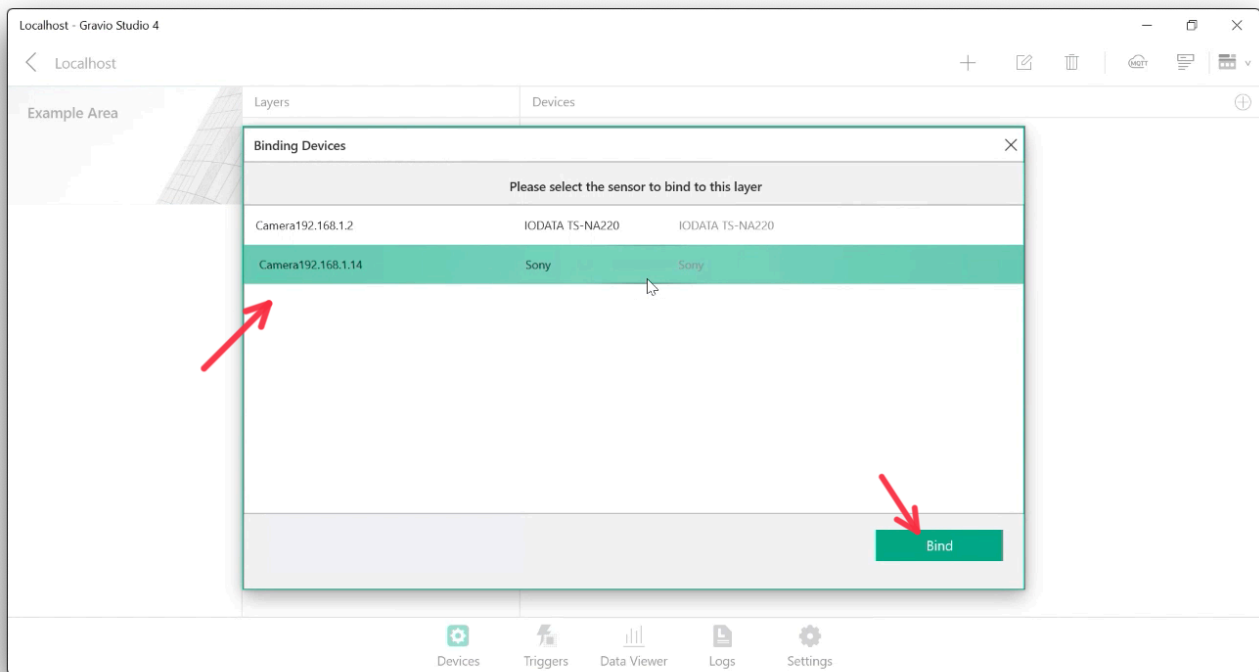 Localhost - Gravio Studio 4
Localhost
MQTT
Example Area
Layers
Devices
Binding Devices
Please select the sensor to bind to this layer
Camera192.168.1.2 IODATA TS-NA220 IODATA TS-NA220
Camera192.168.1.14 Sony Sony
Bind
Devices Triggers Data Viewer Logs Settings